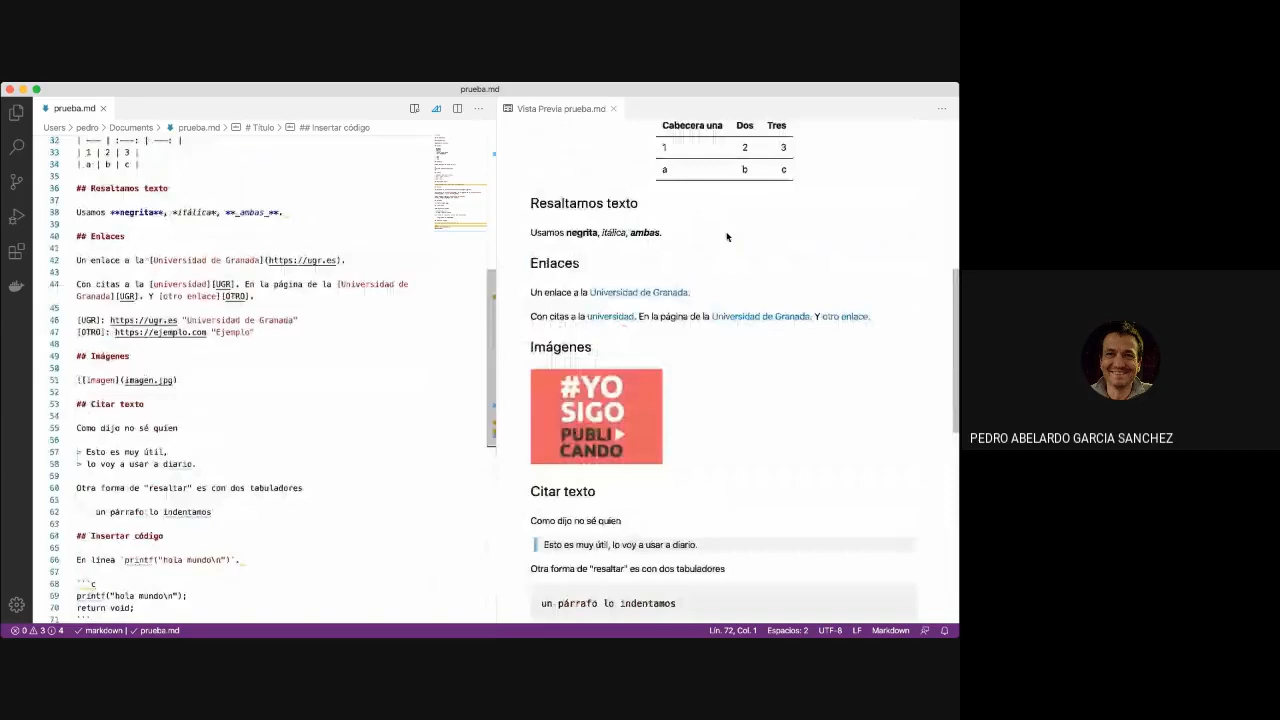 prueba.md
prueba.md
Vista Previa prueba.md
Users > pedro > Documents > prueba.md > # Título > ## Insertar código
32 | --- | :---: | ---: |
33 | 1 | 2 | 3 |
34 | a | b | c |
35
36 ## Resaltamos texto
37
38 Usamos **negrita**, *itálica*, **_ambas_**.
39
40 ## Enlaces
41
42 Un enlace a la [Universidad de Granada](https://ugr.es).
43
44 Con citas a la [universidad][UGR]. En la página de la [Universidad de
Granada][UGR]. Y [otro enlace][OTRO].
45
46 [UGR]: https://ugr.es "Universidad de Granada"
47 [OTRO]: https://ejemplo.com "Ejemplo"
48
49 ## Imágenes
50
51 ![Imagen](imagen.jpg)
52
53 ## Citar texto
54
55 Como dijo no sé quien
56
57 > Esto es muy útil,
58 > lo voy a usar a diario.
59
60 Otra forma de "resaltar" es con dos tabuladores
61
62 un párrafo lo indentamos
63
64 ## Insertar código
65
66 En línea `printf("hola mundo\n")`.
67
68 ```c
69 printf("hola mundo\n");
70 return void;
71 ```
Cabecera una Dos Tres
1 2 3
a b c
Resaltamos texto
Usamos negrita, itálica, ambas.
Enlaces
Un enlace a la Universidad de Granada.
Con citas a la universidad. En la página de la Universidad de Granada. Y otro enlace.
Imágenes
#YO
SIGO
PUBLI
CANDO
Citar texto
Como dijo no sé quien
Esto es muy útil, lo voy a usar a diario.
Otra forma de "resaltar" es con dos tabuladores
un párrafo lo indentamos
0 3 4 markdown | prueba.md
Lín. 72, Col. 1 Espacios: 2 UTF-8 LF Markdown
PEDRO ABELARDO GARCIA SANCHEZ